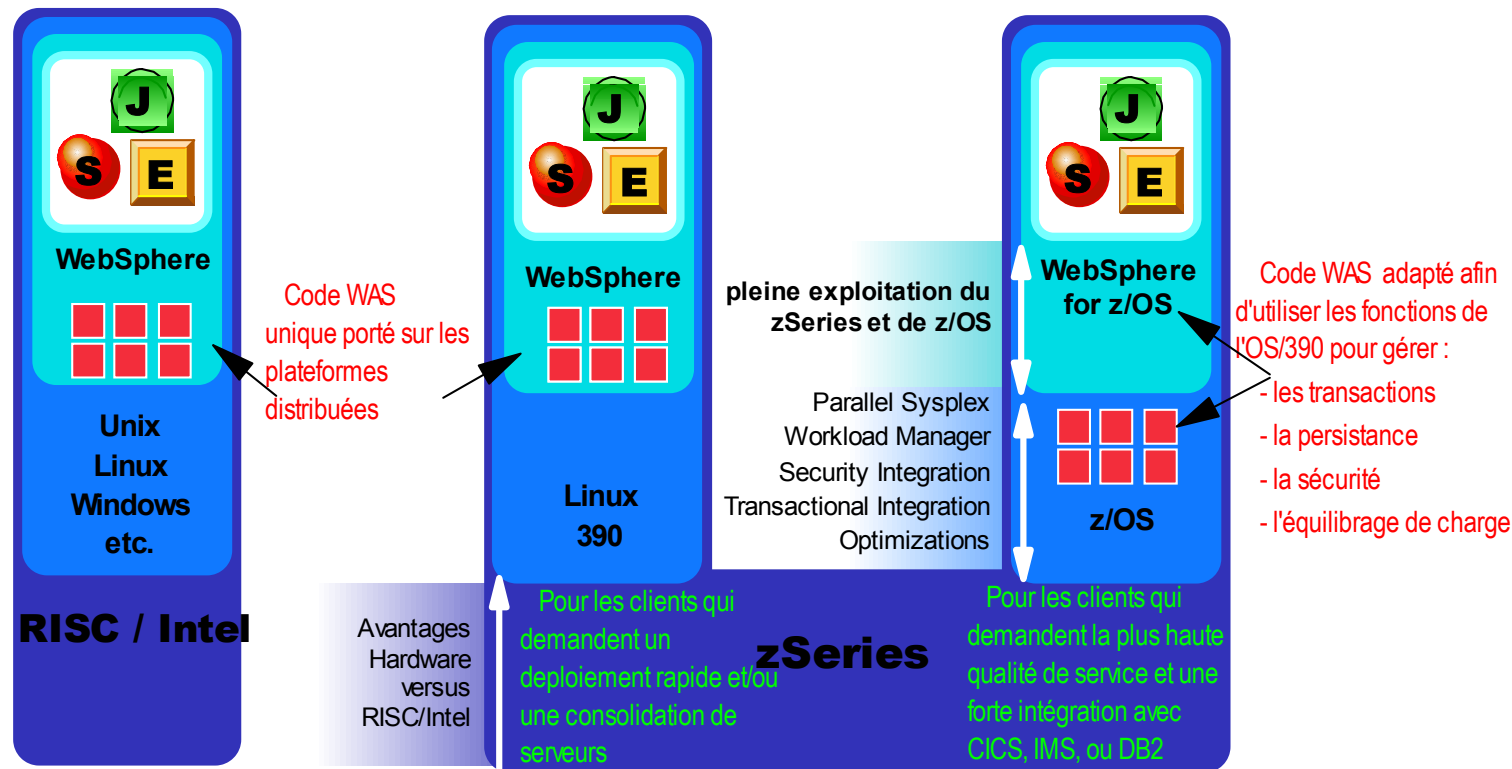 J
S
E
WebSphere
Unix
Linux
Windows
etc.
RISC / Intel
Code WAS
unique porté sur les
plateformes
distribuées
J
S
E
WebSphere
Linux
390
Avantages
Hardware
versus
RISC/Intel
Pour les clients qui
demandent un
deploiement rapide et/ou
une consolidation de
serveurs
zSeries
pleine exploitation du
zSeries et de z/OS
Parallel Sysplex
Workload Manager
Security Integration
Transactional Integration
Optimizations
J
S
E
WebSphere
for z/OS
z/OS
Pour les clients qui
demandent la plus haute
qualité de service et une
forte intégration avec
CICS, IMS, ou DB2
Code WAS adapté afin
d'utiliser les fonctions de
l'OS/390 pour gérer :
- les transactions
- la persistance
- la sécurité
- l'équilibrage de charge